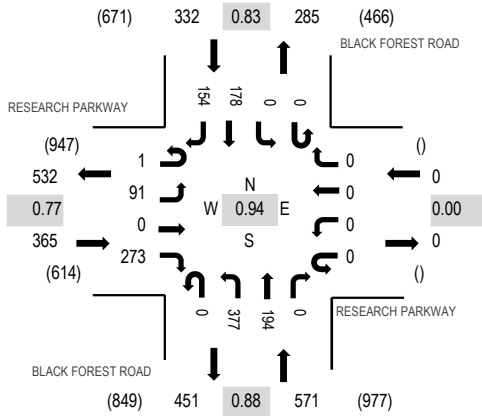 (671) 332 0.83 285 (466)
BLACK FOREST ROAD
154 178 0 0
RESEARCH PARKWAY
(947) ()
532 1 0 0
91 N 0
0.77 W 0.94 E 0.00
0 0
365 S 0
273 0
(614) ()
0 377 194 0
RESEARCH PARKWAY
BLACK FOREST ROAD
(849) 451 0.88 571 (977)